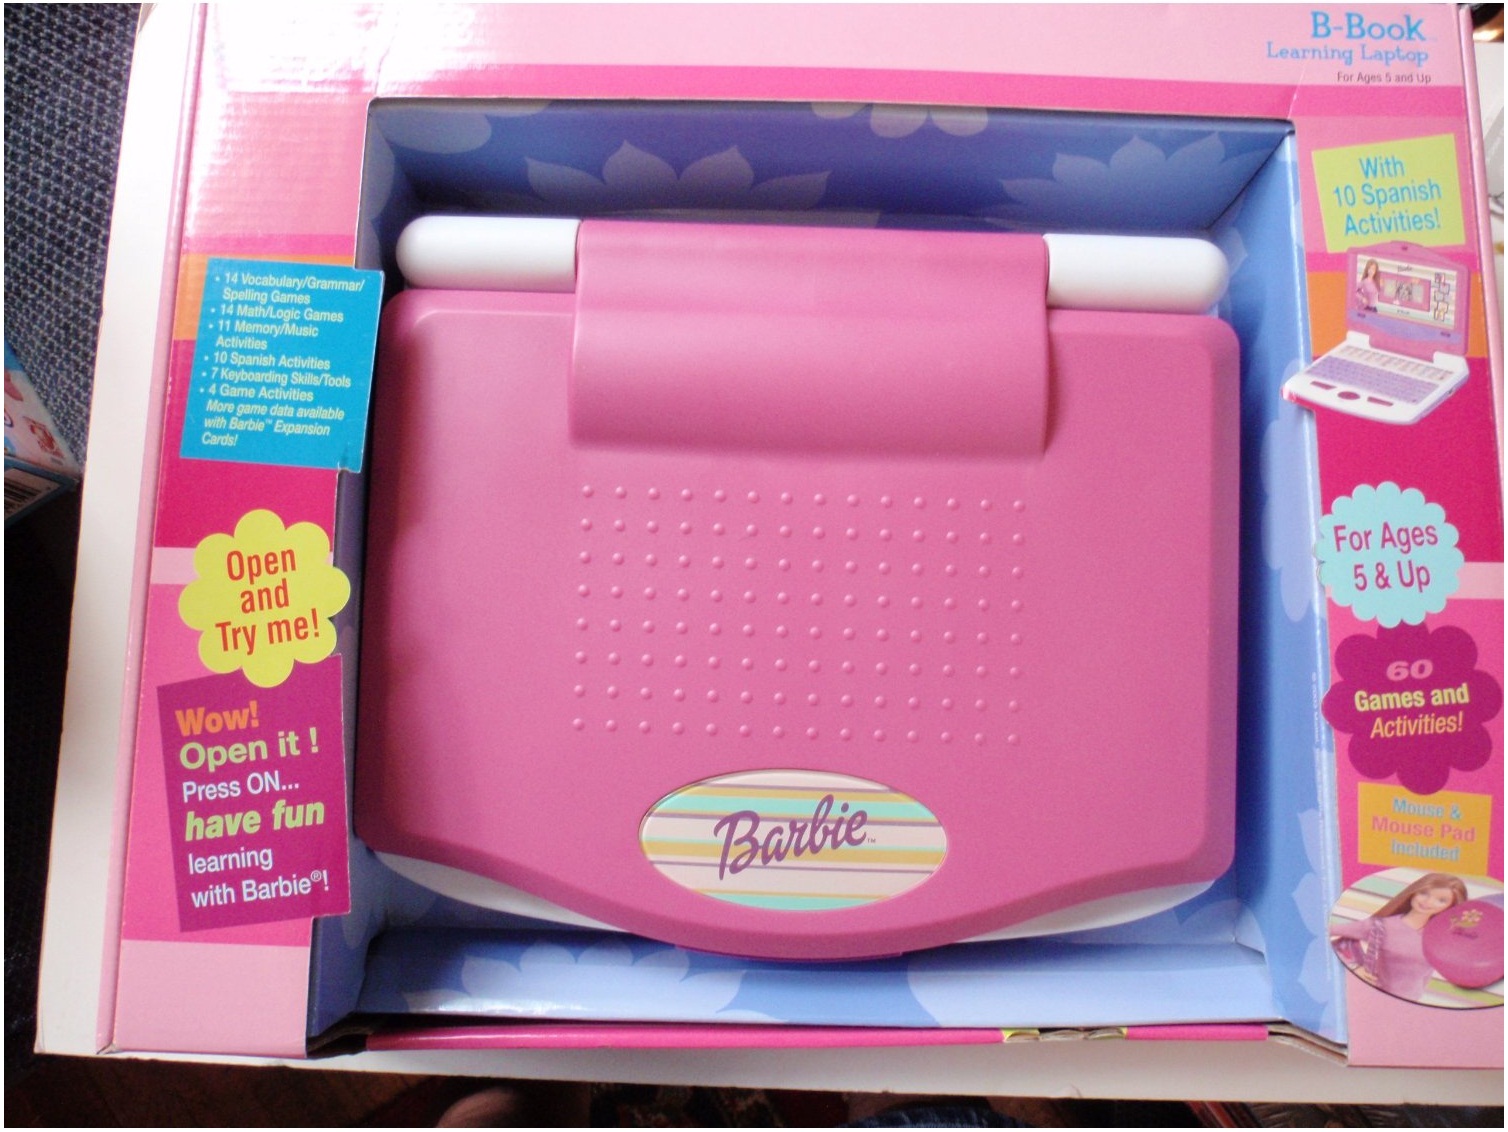 B-Book™
Learning Laptop
For Ages 5 and Up
With
10 Spanish
Activities!
• 14 Vocabulary/Grammar/
Spelling Games
• 14 Math/Logic Games
• 11 Memory/Music
Activities
• 10 Spanish Activities
• 7 Keyboarding Skills/Tools
• 4 Game Activities
More game data available
with Barbie™ Expansion
Cards!
Open
and
Try me!
Wow!
Open it !
Press ON...
have fun
learning
with Barbie®!
Barbie™
For Ages
5 & Up
60
Games and
Activities!
Mouse &
Mouse Pad
Included